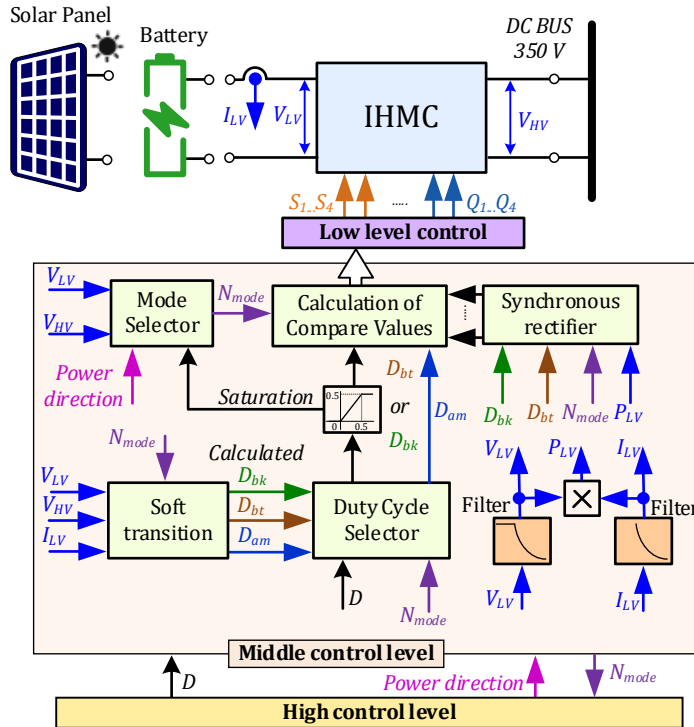 Solar Panel
Battery
DC BUS
350 V
I_LV
V_LV
IHMC
V_HV
S_1...S_4
.....
Q_1...Q_4
Low level control
V_LV
V_HV
Mode
Selector
N_mode
Calculation of
Compare Values
Synchronous
rectifier
Power
direction
Saturation
0.5
0
0.5
D_bt
or
D_bk
D_am
D_bk
D_bt
N_mode
P_LV
N_mode
Calculated
V_LV
V_HV
I_LV
Soft
transition
D_bk
D_bt
D_am
Duty Cycle
Selector
V_LV
P_LV
I_LV
Filter
Filter
D
N_mode
V_LV
I_LV
Middle control level
D
Power direction
N_mode
High control level